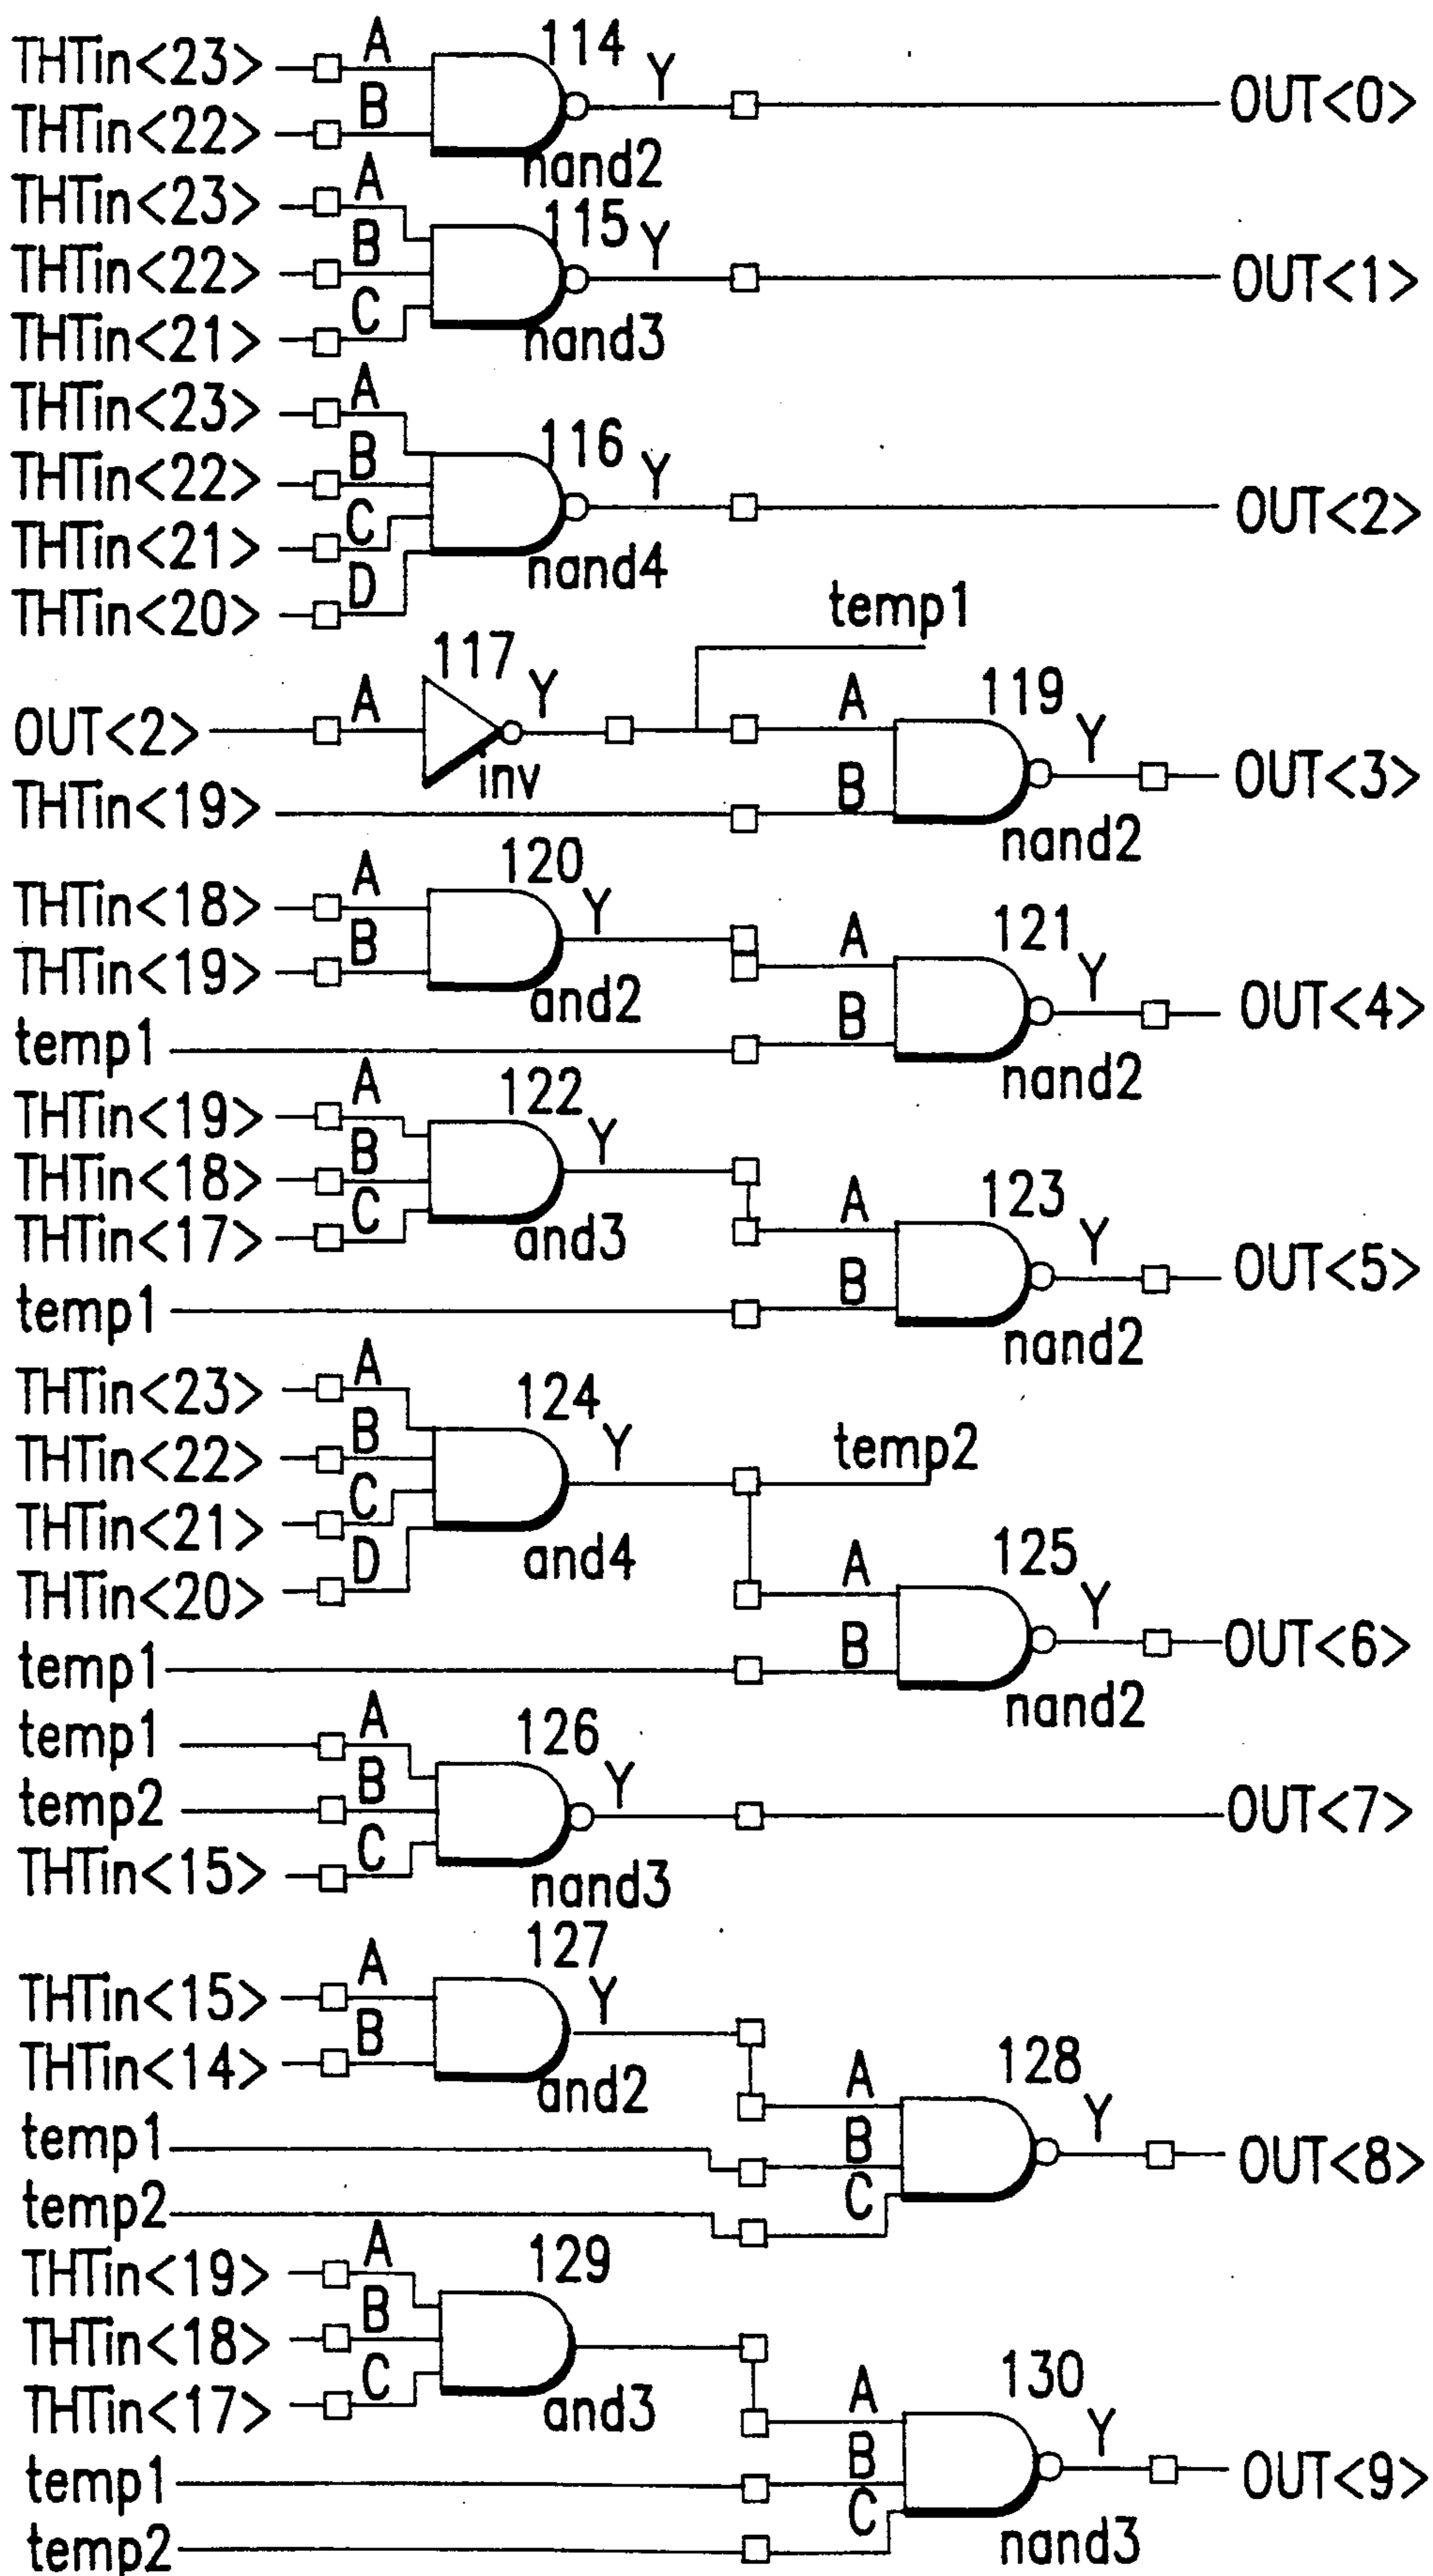 THTin<23> A 114 Y OUT<0>
THTin<22> B nand2
THTin<23> A 115 Y OUT<1>
THTin<22> B
THTin<21> C nand3
THTin<23> A 116 Y OUT<2>
THTin<22> B
THTin<21> C nand4
THTin<20> D
temp1
OUT<2> A 117 Y inv A 119 Y OUT<3>
THTin<19> B nand2
THTin<18> A 120 Y
THTin<19> B and2 A 121 Y OUT<4>
temp1 B nand2
THTin<19> A 122 Y
THTin<18> B
THTin<17> C and3 A 123 Y OUT<5>
temp1 B nand2
THTin<23> A 124 Y temp2
THTin<22> B
THTin<21> C and4
THTin<20> D A 125 Y OUT<6>
temp1 B nand2
temp1 A 126 Y OUT<7>
temp2 B
THTin<15> C nand3
THTin<15> A 127 Y
THTin<14> B and2 A 128 Y OUT<8>
temp1 B
temp2 C
THTin<19> A 129
THTin<18> B
THTin<17> C and3 A 130 Y OUT<9>
temp1 B
temp2 C nand3